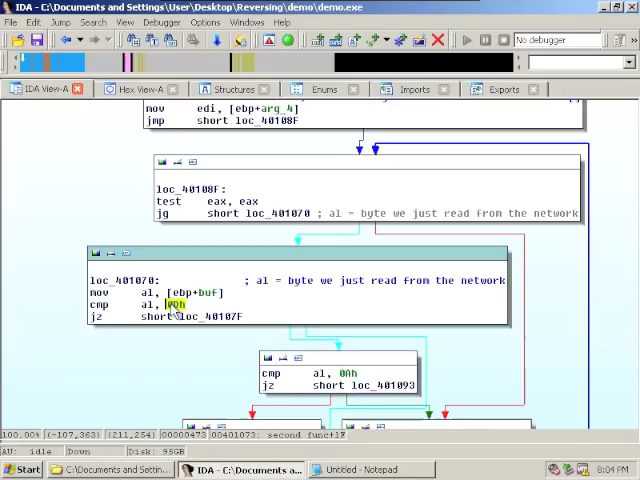 IDA - C:\Documents and Settings\User\Desktop\Reversing\demo\demo.exe
File Edit Jump Search View Debugger Options Windows Help
No debugger
IDA View-A Hex View-A Structures Enums Imports Exports
mov edi, [ebp+arg_4]
jmp short loc_40108F
loc_40108F:
test eax, eax
jg short loc_401070 ; al = byte we just read from the network
loc_401070: ; al = byte we just read from the network
mov al, [ebp+buf]
cmp al, 0Dh
jz short loc_40107F
cmp al, 0Ah
jz short loc_401093
100.00% (-107,363) (211,254) 00000473 00401073: second_func+1F
AU: idle Down Disk: 95GB
Start C:\Documents and Settin... IDA - C:\Documents a... Untitled - Notepad 8:04 PM